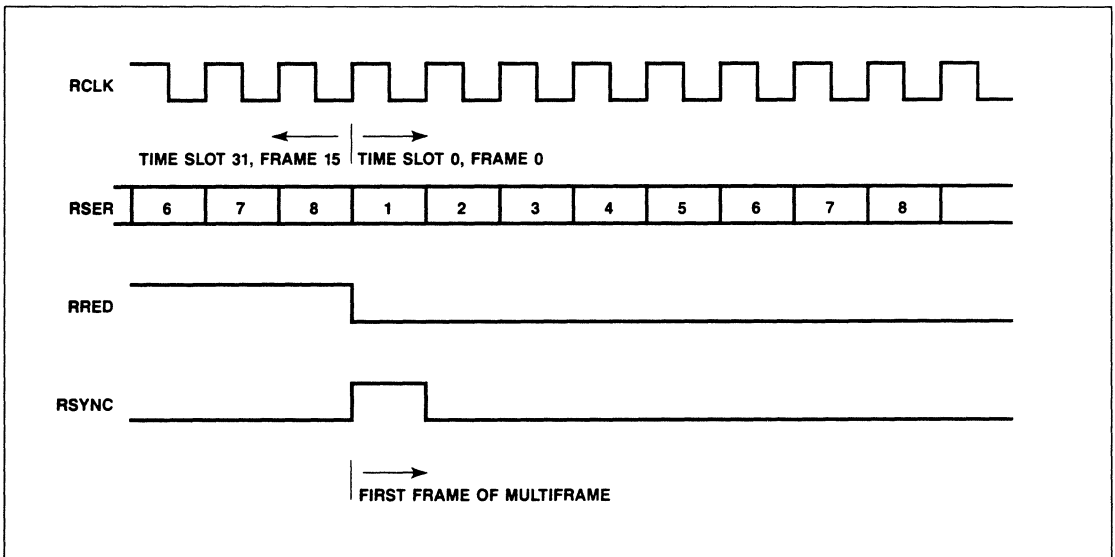 RCLK
TIME SLOT 31, FRAME 15 TIME SLOT 0, FRAME 0
RSER 6 7 8 1 2 3 4 5 6 7 8
RRED
RSYNC
FIRST FRAME OF MULTIFRAME